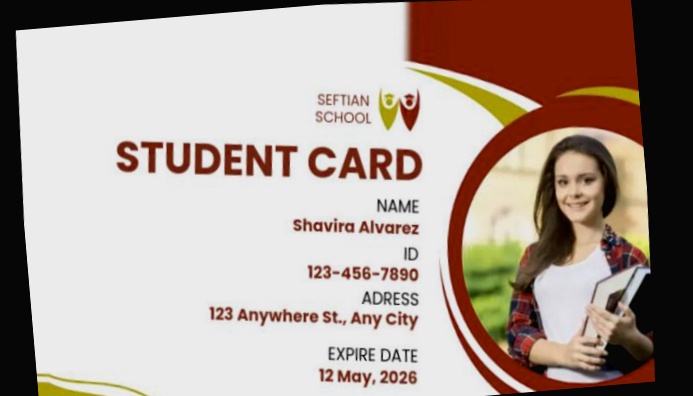 SEFTIAN
SCHOOL
STUDENT CARD
NAME
Shavira Alvarez
ID
123-456-7890
ADRESS
123 Anywhere St., Any City
EXPIRE DATE
12 May, 2026